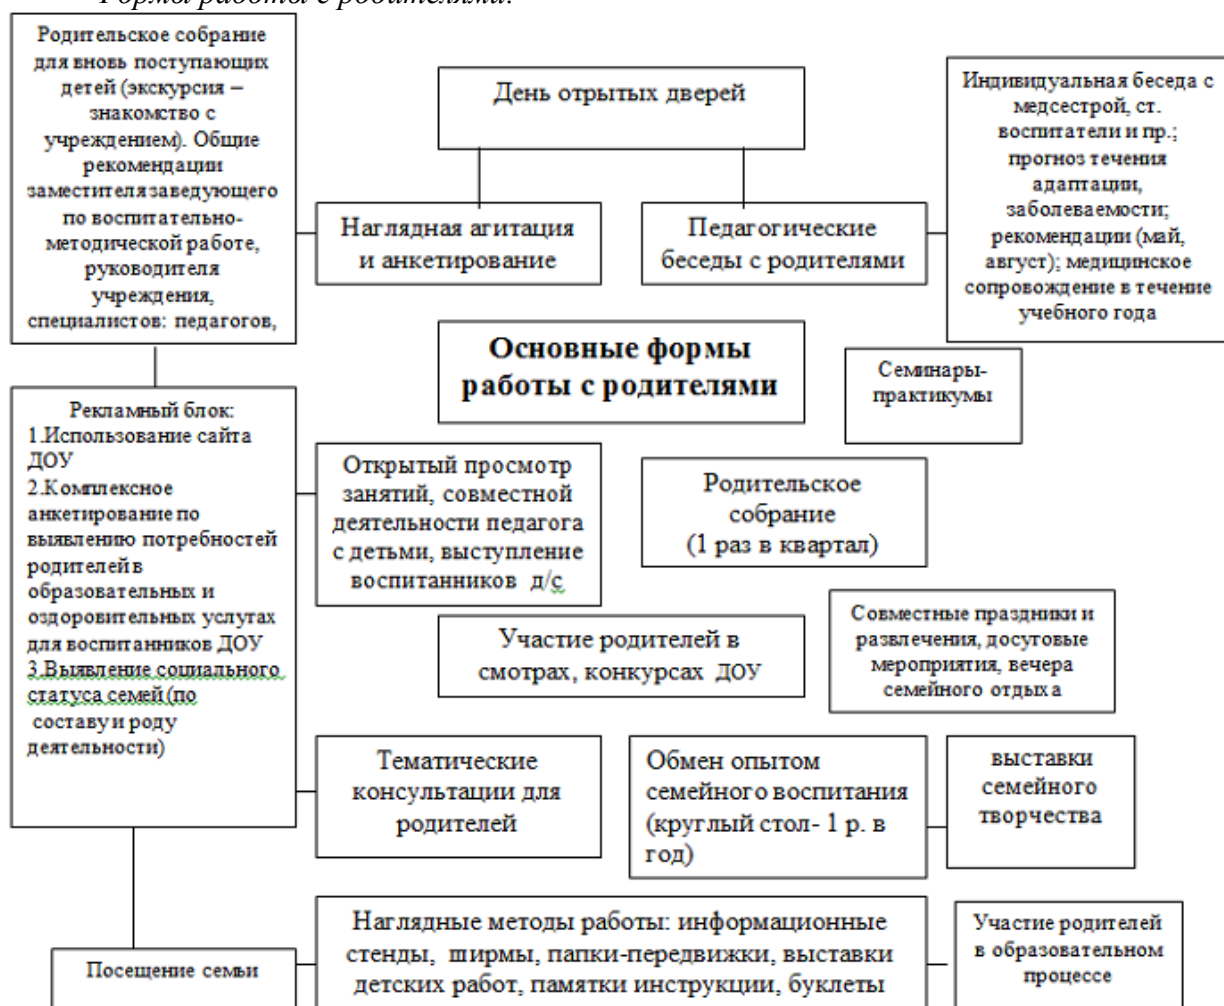 Формы работы с родителями:
Родительское собрание
для вновь поступающих
детей (экскурсия –
знакомство с
учреждением). Общие
рекомендации
заместителя заведующего
по воспитательно-
методической работе,
руководителя
учреждения,
специалистов: педагогов,
День отрытых дверей
Индивидуальная беседа с
медсестрой, ст.
воспитатели и пр.;
прогноз течения
адаптации,
заболеваемости;
рекомендации (май,
август); медицинское
сопровождение в течение
учебного года
Наглядная агитация
и анкетирование
Педагогические
беседы с родителями
Основные формы
работы с родителями
Семинары-
практикумы
Рекламный блок:
1.Использование сайта
ДОУ
2.Комплексное
анкетирование по
выявлению потребностей
родителей в
образовательных и
оздоровительных услугах
для воспитанников ДОУ
3.Выявление социального
статуса семей (по
составу и роду
деятельности)
Открытый просмотр
занятий, совместной
деятельности педагога
с детьми, выступление
воспитанников д/с
Родительское
собрание
(1 раз в квартал)
Участие родителей в
смотрах, конкурсах ДОУ
Совместные праздники и
развлечения, досуговые
мероприятия, вечера
семейного отдыха
Тематические
консультации для
родителей
Обмен опытом
семейного воспитания
(круглый стол- 1 р. в
год)
выставки
семейного
творчества
Посещение семьи
Наглядные методы работы: информационные
стенды, ширмы, папки-передвижки, выставки
детских работ, памятки инструкции, буклеты
Участие родителей
в образовательном
процессе